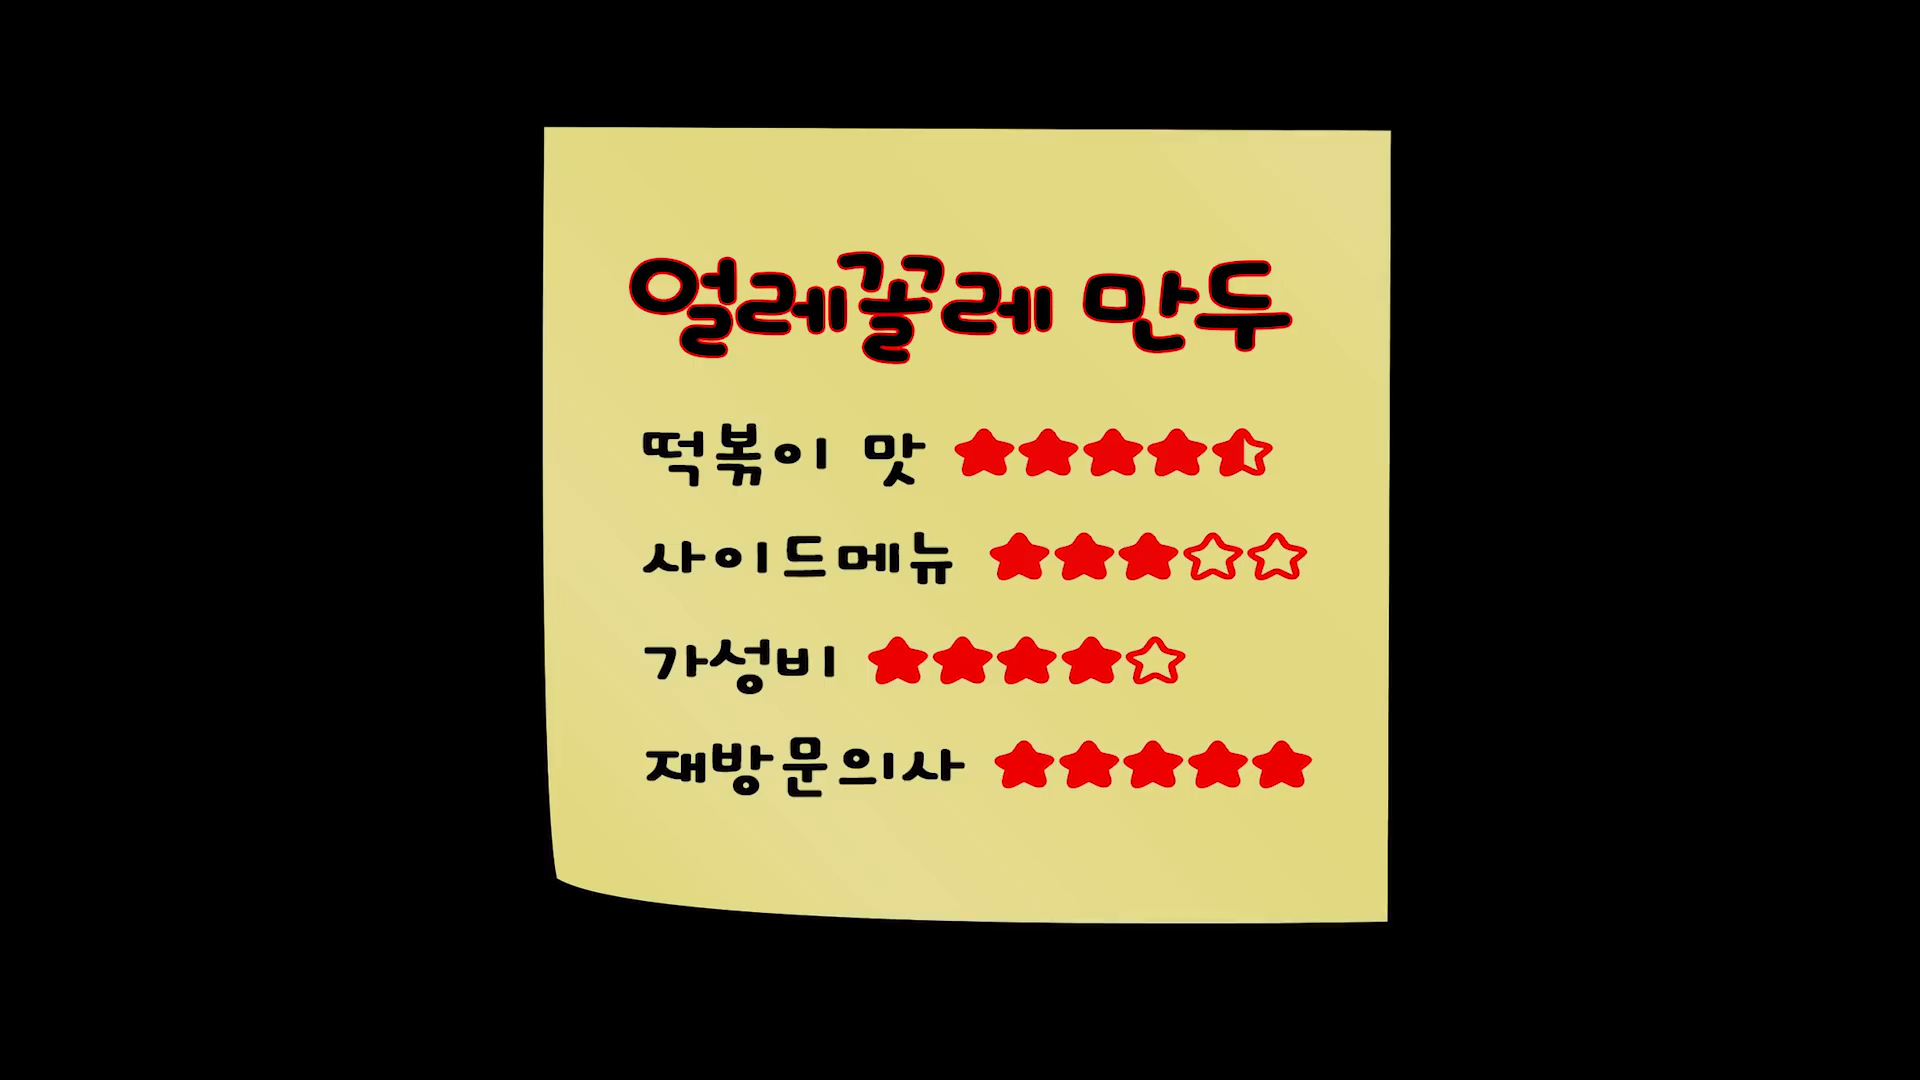 얼레꼴레 만두
떡볶이 맛
사이드메뉴
가성비
재방문의사